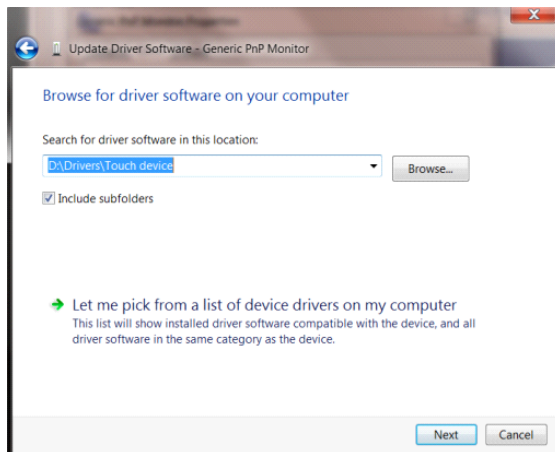 Update Driver Software - Generic PnP Monitor
Browse for driver software on your computer
Search for driver software in this location:
D:\Drivers\Touch device
Browse...
Include subfolders
Let me pick from a list of device drivers on my computer
This list will show installed driver software compatible with the device, and all
driver software in the same category as the device.
Next
Cancel